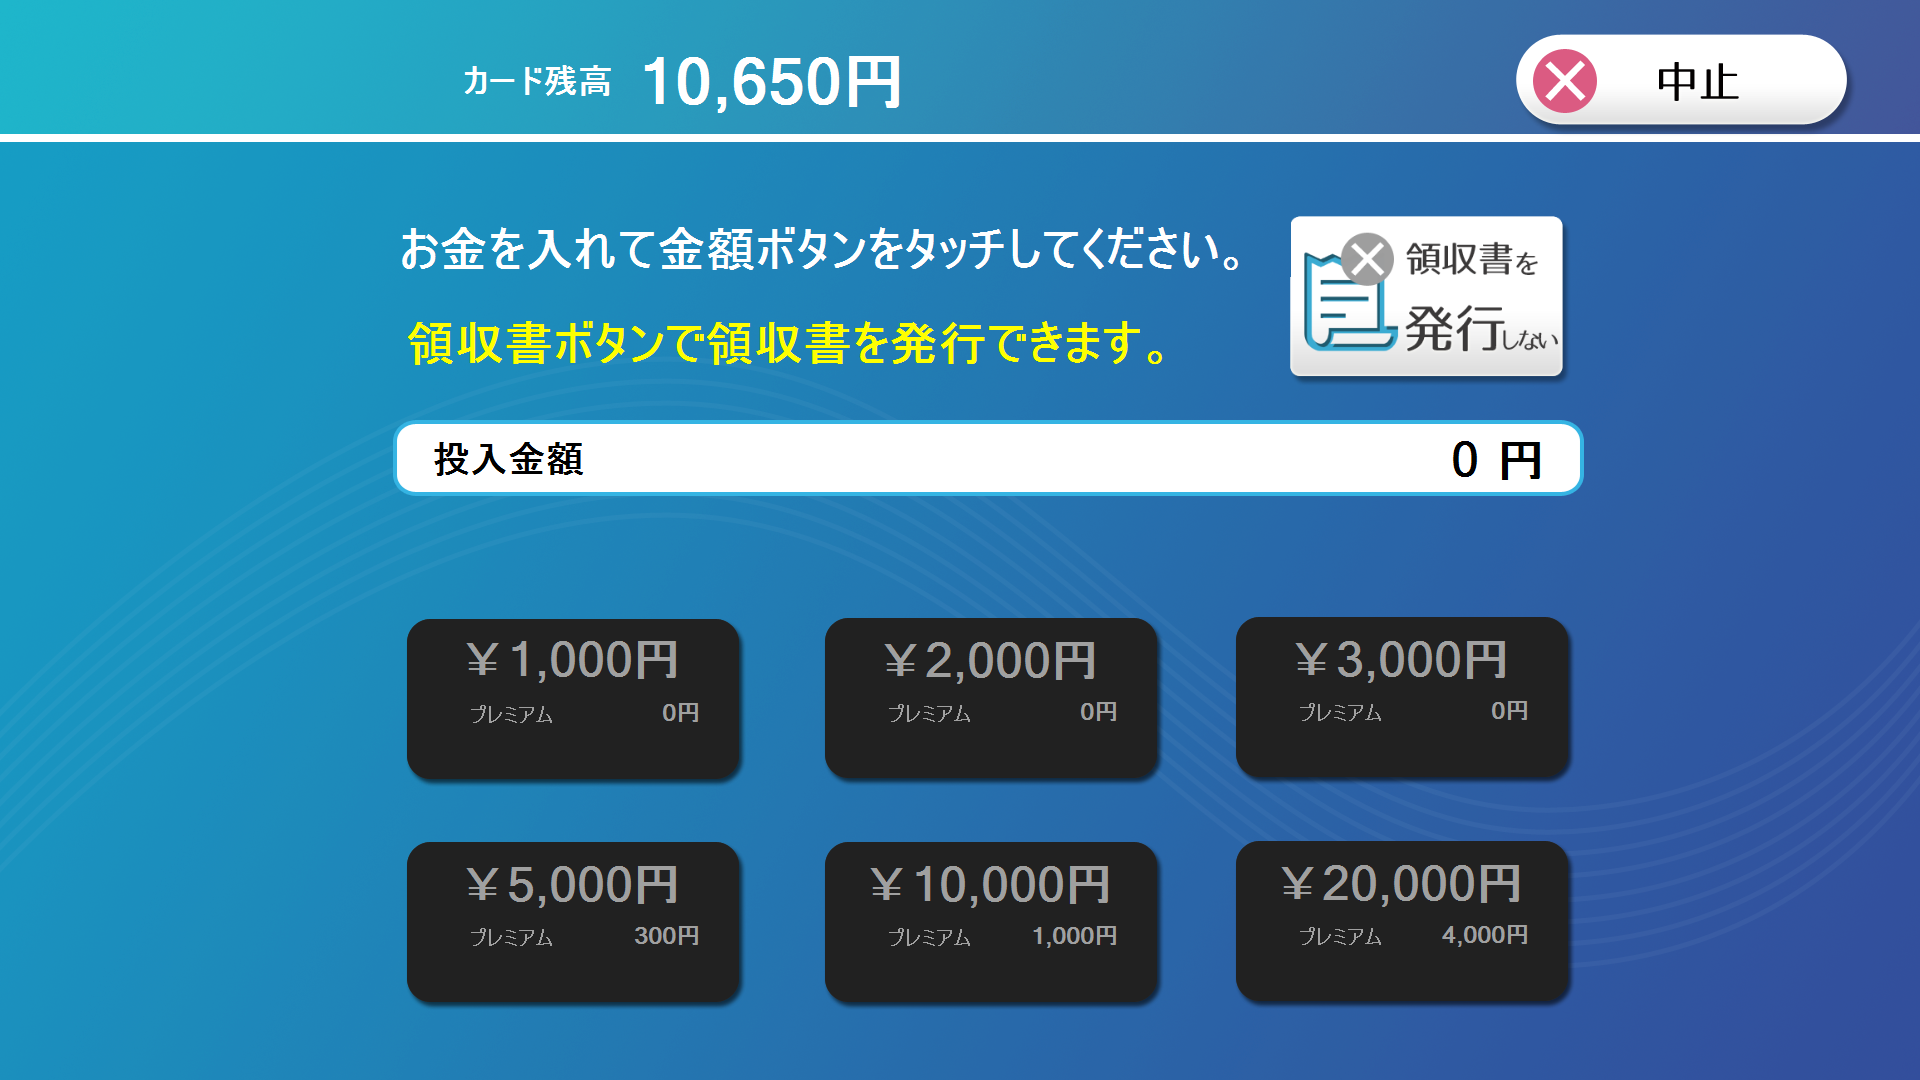 カード残高 10,650円
中止
お金を入れて金額ボタンをタッチしてください。
領収書ボタンで領収書を発行できます。
領収書を
発行しない
投入金額 0 円
￥1,000円
プレミアム 0円
￥2,000円
プレミアム 0円
￥3,000円
プレミアム 0円
￥5,000円
プレミアム 300円
￥10,000円
プレミアム 1,000円
￥20,000円
プレミアム 4,000円